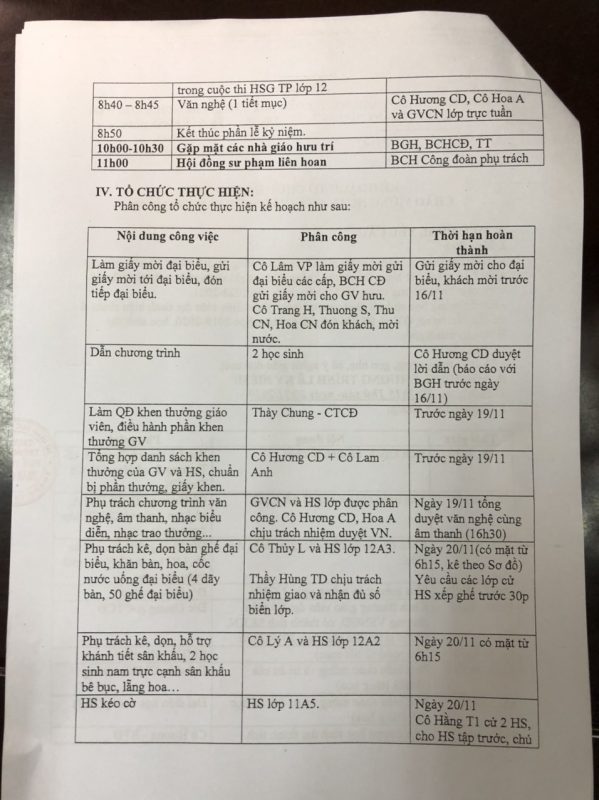 trong cuộc thi HSG TP lớp 12
8h40 – 8h45 Văn nghệ (1 tiết mục) Cô Hương CD, Cô Hoa A
và GVCN lớp trực tuần
8h50 Kết thúc phần lễ kỷ niệm.
10h00-10h30 Gặp mặt các nhà giáo hưu trí BGH, BCHCĐ, TT
11h00 Hội đồng sư phạm liên hoan BCH Công đoàn phụ trách
IV. TỔ CHỨC THỰC HIỆN:
Phân công tổ chức thực hiện kế hoạch như sau:
Nội dung công việc Phân công Thời hạn hoàn
thành
Làm giấy mời đại biểu, gửi
giấy mời tới đại biểu, đón
tiếp đại biểu.
Cô Lâm VP làm giấy mời gửi
đại biểu các cấp, BCH CĐ
gửi giấy mời cho GV hưu.
Cô Trang H, Thuong S, Thu
CN, Hoa CN đón khách, mời
nước.
Gửi giấy mời cho đại
biểu, khách mời trước
16/11
Dẫn chương trình
2 học sinh
Cô Hương CD duyệt
lời dẫn (báo cáo với
BGH trước ngày
16/11)
Làm QĐ khen thưởng giáo
viên, điều hành phần khen
thưởng GV
Thày Chung - CTCĐ
Trước ngày 19/11
Tổng hợp danh sách khen
thưởng của GV và HS, chuẩn
bị phần thưởng, giấy khen.
Cô Hương CD + Cô Lam
Anh
Trước ngày 19/11
Phụ trách chương trình văn
nghệ, âm thanh, nhạc biểu
diễn, nhạc trao thưởng...
GVCN và HS lớp được phân
công. Cô Hương CD, Hoa A
chịu trách nhiệm duyệt VN.
Ngày 19/11 tổng
duyệt văn nghệ cùng
âm thanh (16h30)
Phụ trách kê, dọn bàn ghế đại
biểu, khăn bàn, hoa, cốc
nước uống đại biểu (4 dãy
bàn, 50 ghế đại biểu)
Cô Thủy L và HS lớp 12A3.
Thầy Hùng TD chịu trách
nhiệm giao và nhận đủ số
biển lớp.
Ngày 20/11(có mặt từ
6h15, kê theo Sơ đồ)
Yêu cầu các lớp cử
HS xếp ghế trước 30p
Phụ trách kê, dọn, hỗ trợ
khánh tiết sân khấu, 2 học
sinh nam trực cạnh sân khấu
bê bục, lẵng hoa…
Cô Lý A và HS lớp 12A2
Ngày 20/11 có mặt từ
6h15
HS kéo cờ
HS lớp 11A5.
Ngày 20/11
Cô Hằng T1 cử 2 HS,
cho HS tập trước, chú